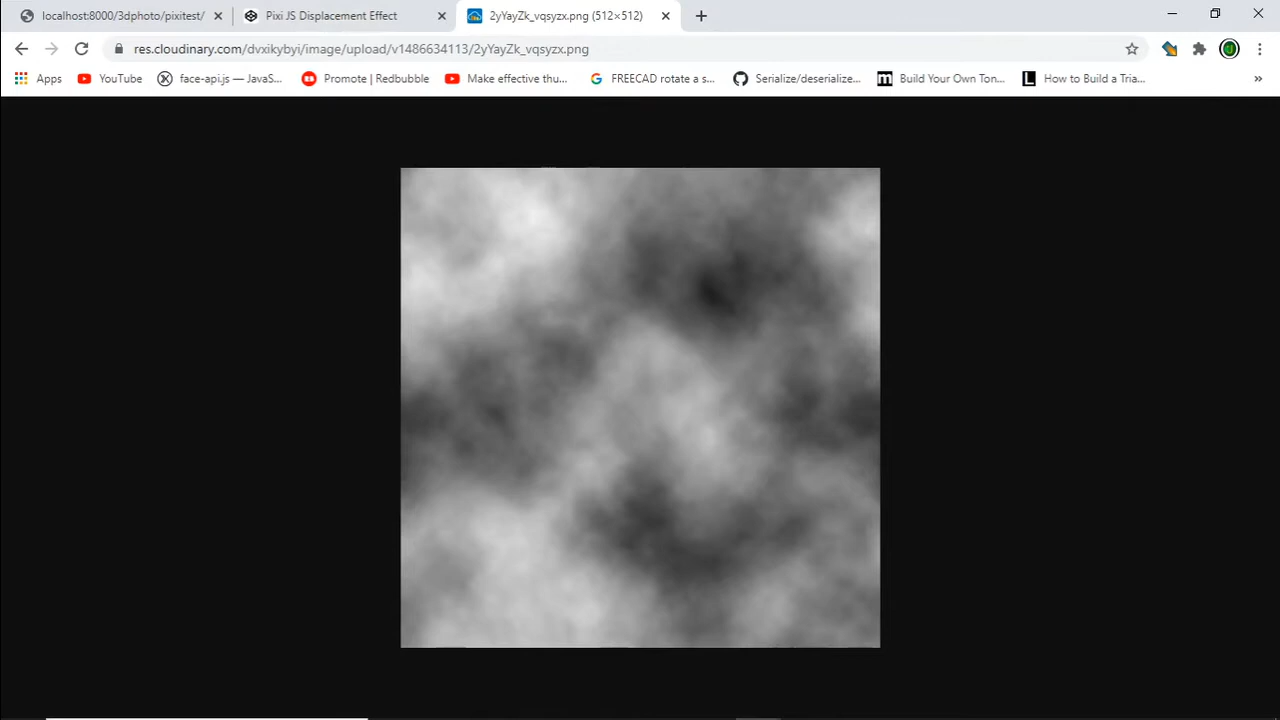 localhost:8000/3dphoto/pixitest/
Pixi JS Displacement Effect
2yYayZk_vqsyzx.png (512×512)
res.cloudinary.com/dvxikybyi/image/upload/v1486634113/2yYayZk_vqsyzx.png
Apps
YouTube
face-api.js — JavaS...
Promote | Redbubble
Make effective thu...
FREECAD rotate a s...
Serialize/deserialize...
Build Your Own Ton...
How to Build a Tria...